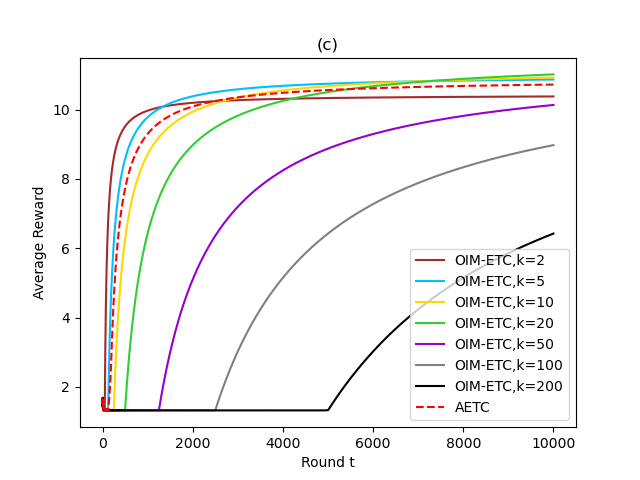 (c)
Average Reward
10
8
6
4
2
0
2000
4000
6000
8000
10000
Round t
OIM-ETC,k=2
OIM-ETC,k=5
OIM-ETC,k=10
OIM-ETC,k=20
OIM-ETC,k=50
OIM-ETC,k=100
OIM-ETC,k=200
AETC